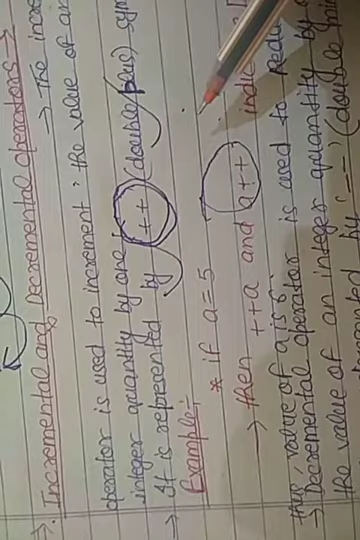 ⇒. Incremental and Decremental operators →
→ The incre
operator is used to increment the value of an
integer quantity by one.
→ It is represented by '++' (double plus) sym
Example:-
* if a=5
→ then ++a and a++ indi
thus, value of a is 6.
→ Decremental operator is used to redu
the value of an integer quantity by
by '--' (double